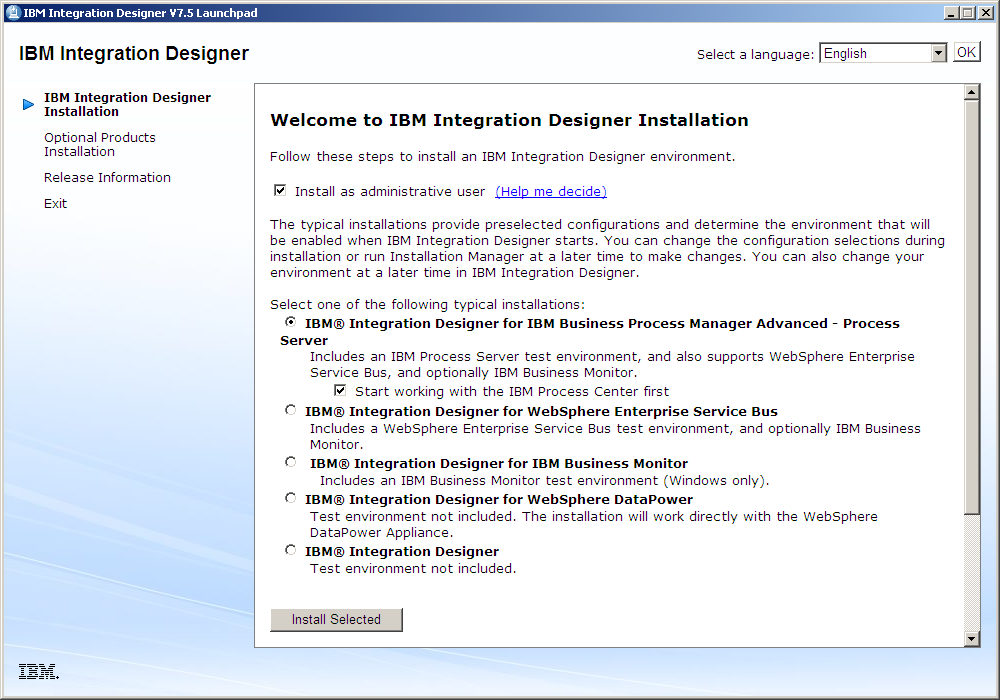 IBM Integration Designer V7.5 Launchpad
IBM Integration Designer
Select a language:
English
OK
IBM Integration Designer
Installation
Optional Products
Installation
Release Information
Exit
Welcome to IBM Integration Designer Installation
Follow these steps to install an IBM Integration Designer environment.
Install as administrative user (Help me decide)
The typical installations provide preselected configurations and determine the environment that will
be enabled when IBM Integration Designer starts. You can change the configuration selections during
installation or run Installation Manager at a later time to make changes. You can also change your
environment at a later time in IBM Integration Designer.
Select one of the following typical installations:
IBM® Integration Designer for IBM Business Process Manager Advanced - Process
Server
Includes an IBM Process Server test environment, and also supports WebSphere Enterprise
Service Bus, and optionally IBM Business Monitor.
Start working with the IBM Process Center first
IBM® Integration Designer for WebSphere Enterprise Service Bus
Includes a WebSphere Enterprise Service Bus test environment, and optionally IBM Business
Monitor.
IBM® Integration Designer for IBM Business Monitor
Includes an IBM Business Monitor test environment (Windows only).
IBM® Integration Designer for WebSphere DataPower
Test environment not included. The installation will work directly with the WebSphere
DataPower Appliance.
IBM® Integration Designer
Test environment not included.
Install Selected
IBM.